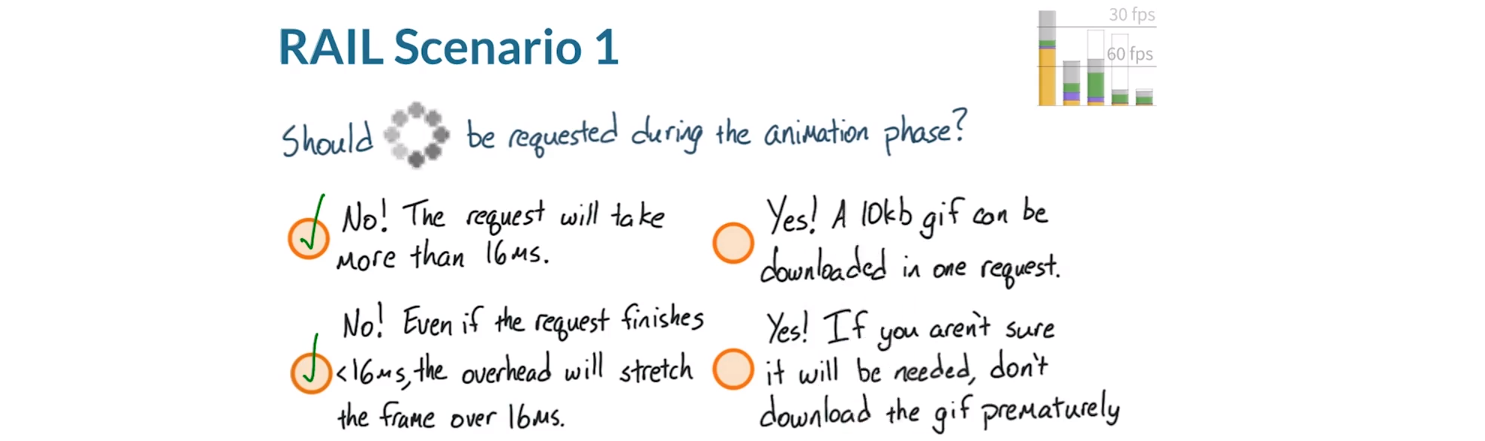 RAIL Scenario 1
30 fps
60 fps
Should be requested during the animation phase?
No! The request will take
more than 16ms.
Yes! A 10kb gif can be
downloaded in one request.
No! Even if the request finishes
<16ms, the overhead will stretch
the frame over 16ms.
Yes! If you aren't sure
it will be needed, don't
download the gif prematurely